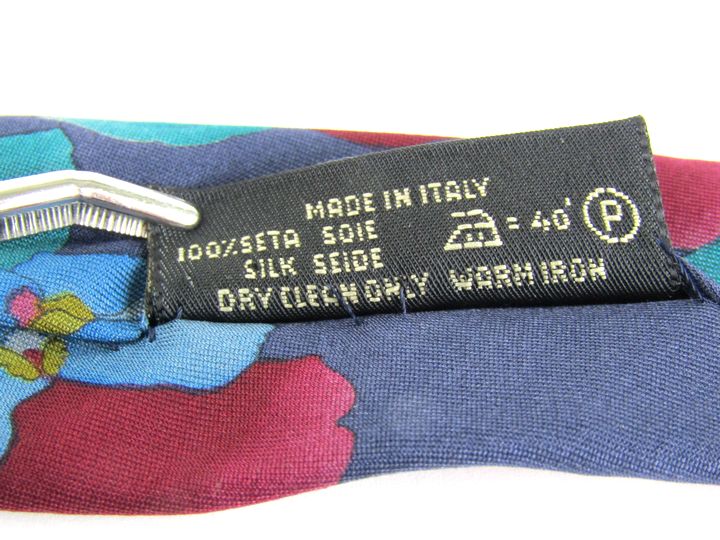 MADE IN ITALY
100% SETA SOIE = 40' P
SILK SEIDE
DRY CLEAN ONLY WARM IRON